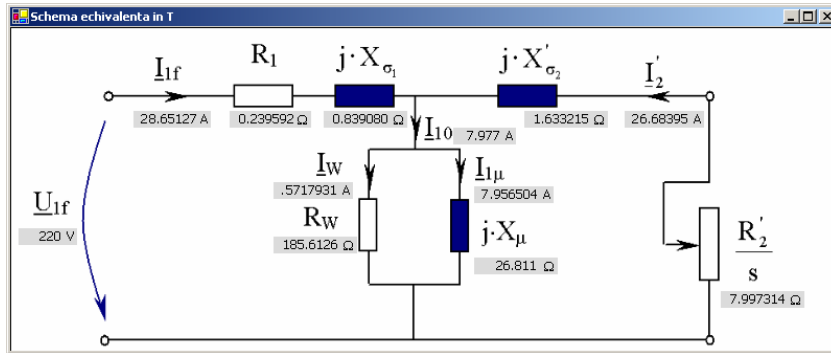 Schema echivalenta in T
I1f R1 j·Xσ1 j·X'σ2 I'2
28.65127 A 0.239592 Ω 0.839080 Ω 1.633215 Ω 26.68395 A
I10 7.977 A
IW I1μ
.5717931 A 7.956504 A
U1f RW j·Xμ R'2/s
220 V 185.6126 Ω 26.811 Ω
7.997314 Ω